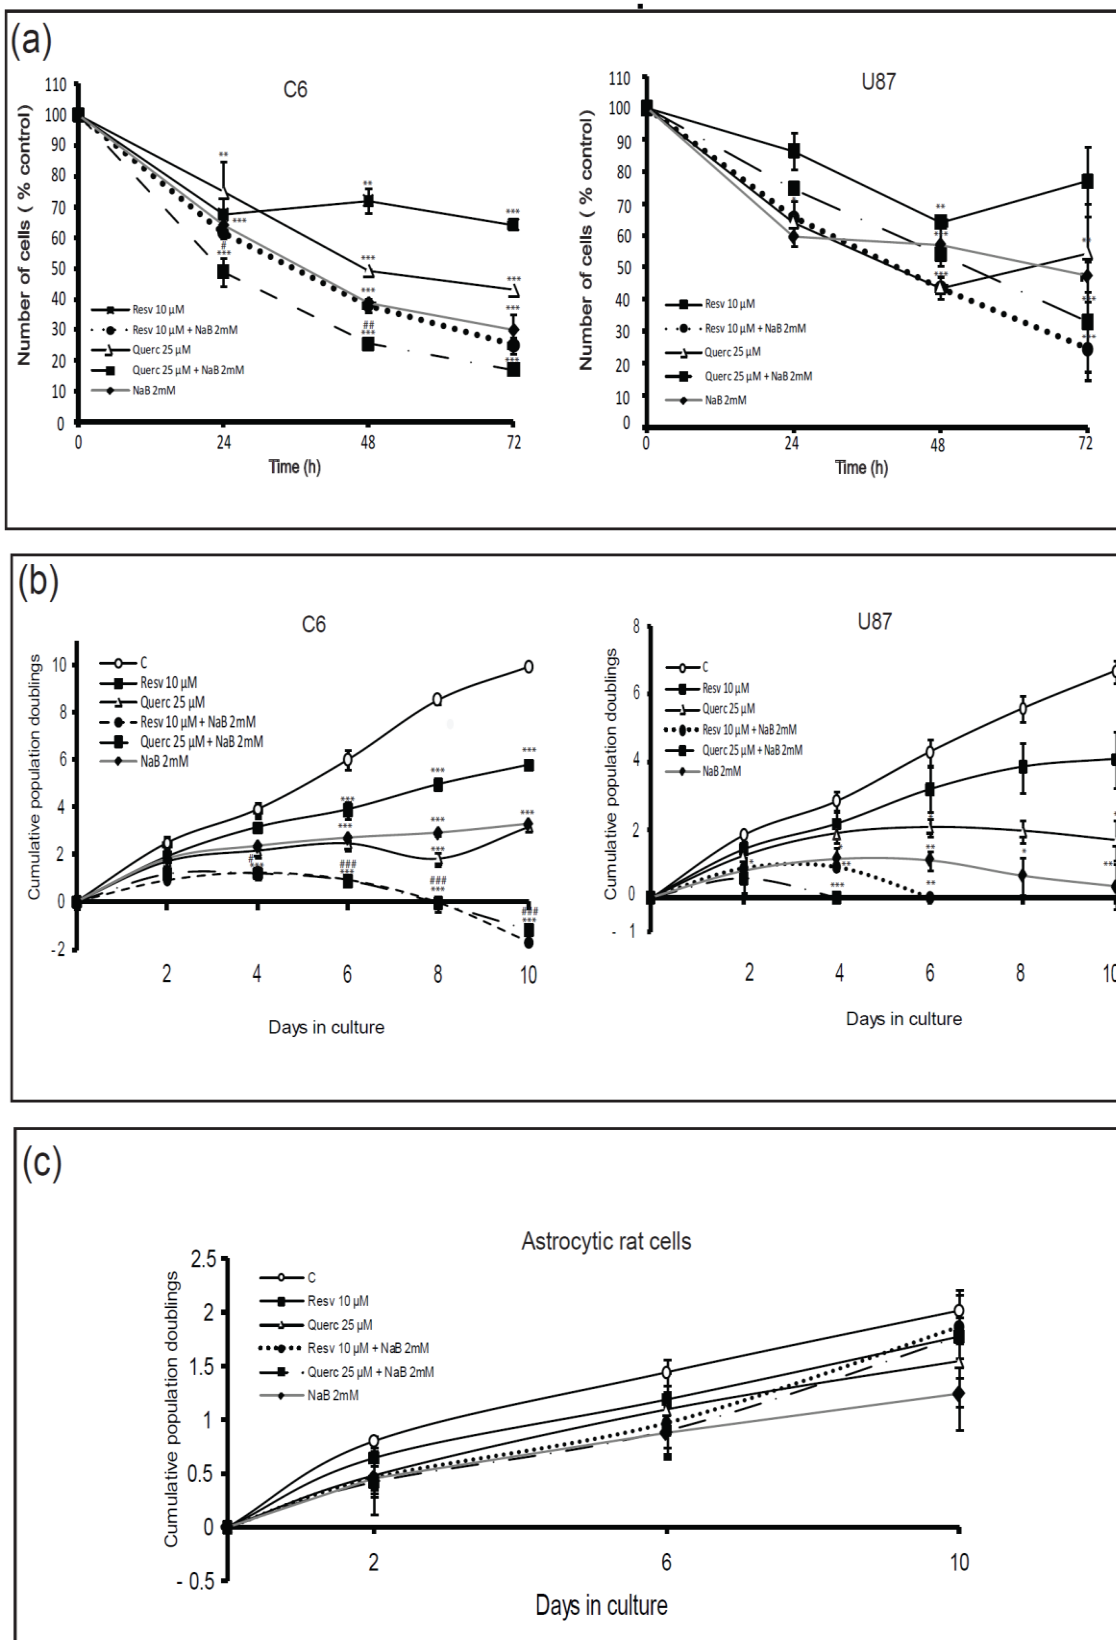 (a)
C6
Number of cells ( % control)
110
100
90
80
70
60
50
40
30
20
10
0
**
**
***
***
#
***
***
***
***
***
##
***
***
Resv 10 µM
Resv 10 µM + NaB 2mM
Querc 25 µM
Querc 25 µM + NaB 2mM
NaB 2mM
0 24 48 72
Time (h)
U87
Number of cells ( % control)
110
100
90
80
70
60
50
40
30
20
10
0
**
***
***
**
***
***
Resv 10 µM
Resv 10 µM + NaB 2mM
Querc 25 µM
Querc 25 µM + NaB 2mM
NaB 2mM
0 24 48 72
Time (h)
(b)
C6
Cumulative population doublings
10
8
6
4
2
0
- 2
C
Resv 10 µM
Querc 25 µM
Resv 10 µM + NaB 2mM
Querc 25 µM + NaB 2mM
NaB 2mM
***
***
***
***
***
***
***
#
***
###
***
###
***
###
***
2 4 6 8 10
Days in culture
U87
Cumulative population doublings
8
6
4
2
0
- 1
C
Resv 10 µM
Querc 25 µM
Resv 10 µM + NaB 2mM
Querc 25 µM + NaB 2mM
NaB 2mM
*
*
**
**
*
**
***
**
2 4 6 8 10
Days in culture
(c)
Astrocytic rat cells
Cumulative population doublings
2.5
2
1.5
1
0.5
0
- 0.5
C
Resv 10 µM
Querc 25 µM
Resv 10 µM + NaB 2mM
Querc 25 µM + NaB 2mM
NaB 2mM
2 6 10
Days in culture